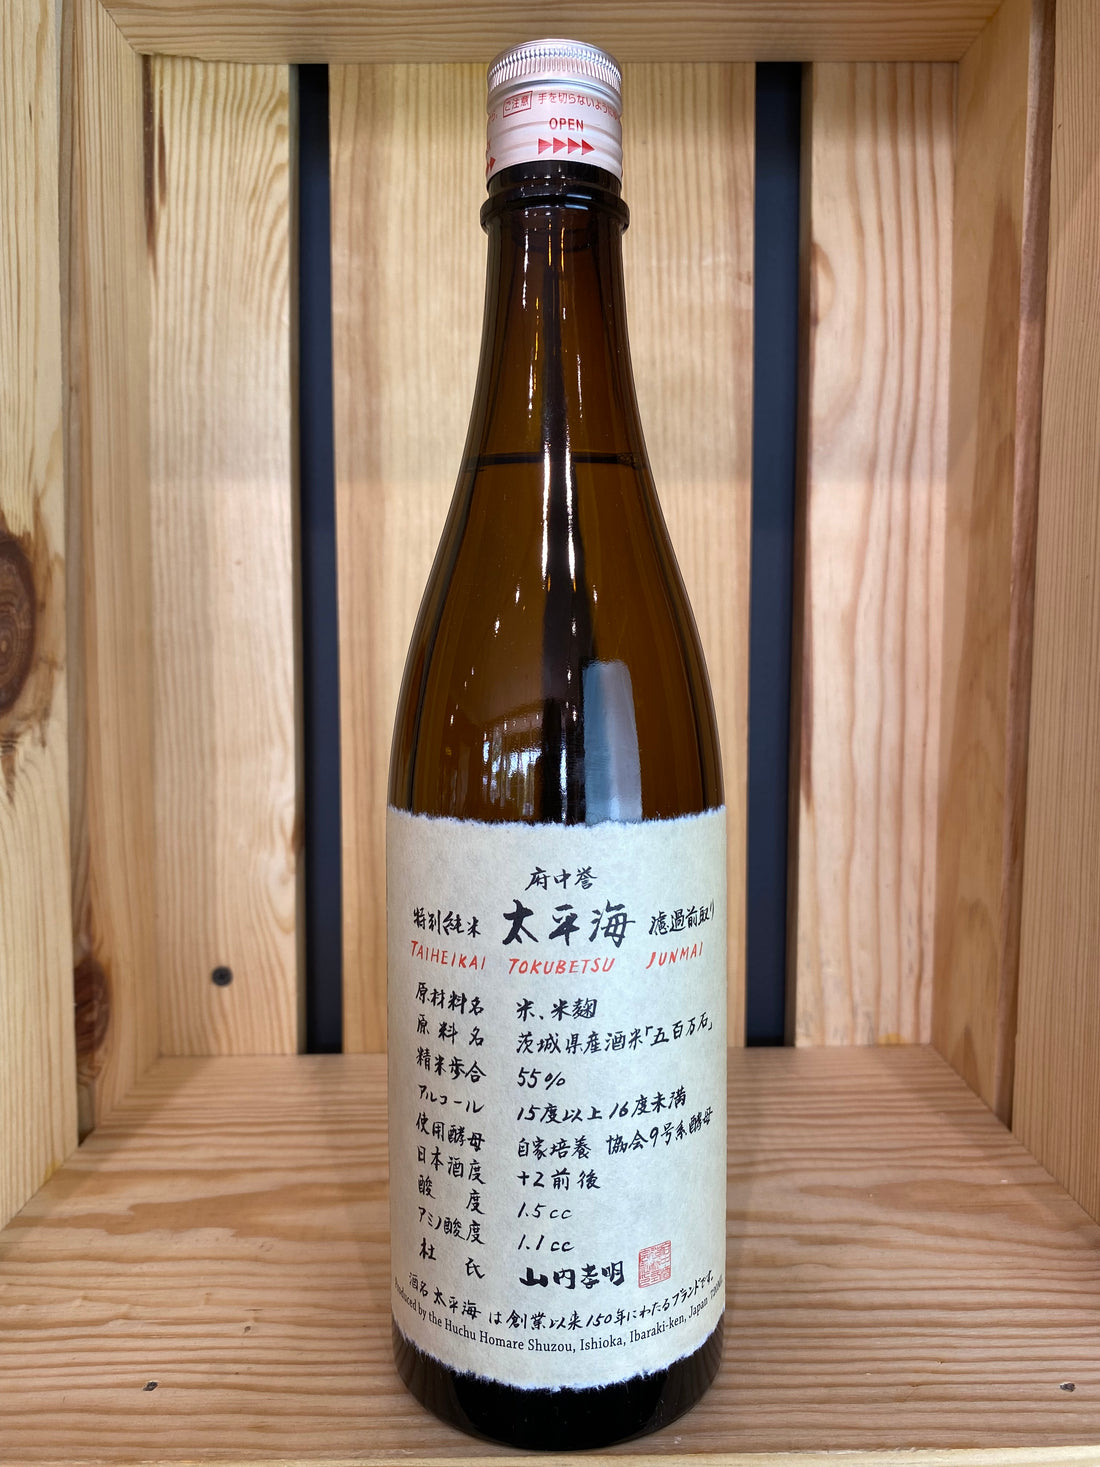 ご注意 手を切らないように
OPEN
府中誉
特別純米 太平海 濾過前取り
TAIHEIKAI TOKUBETSU JUNMAI
原材料名 米、米麹
原料名 茨城県産酒米「五百万石」
精米歩合 55%
アルコール 15度以上16度未満
使用酵母 自家培養 協会9号系酵母
日本酒度 +2前後
酸度 1.5cc
アミノ酸度 1.1cc
杜氏 山内孝明
酒名 太平海 は創業以来150年にわたるブランドです。
Produced by the Huchu Homare Shuzou, Ishioka, Ibaraki-ken, Japan